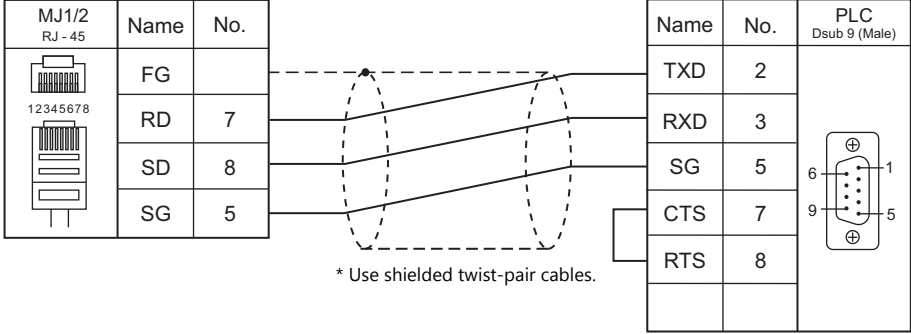 MJ1/2
RJ - 45
Name
No.
12345678
FG
RD
7
SD
8
SG
5
* Use shielded twist-pair cables.
Name
No.
PLC
Dsub 9 (Male)
TXD
2
RXD
3
SG
5
CTS
7
RTS
8
6
1
9
5